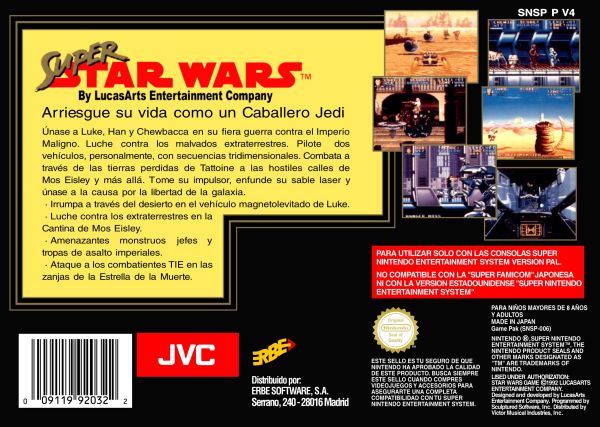 SNSP P V4
SUPER
STAR WARS™
By LucasArts Entertainment Company
Arriesgue su vida como un Caballero Jedi
Únase a Luke, Han y Chewbacca en su fiera guerra contra el Imperio
Maligno. Luche contra los malvados extraterrestres. Pilote dos
vehículos, personalmente, con secuencias tridimensionales. Combata a
través de las tierras perdidas de Tattoine a las hostiles calles de
Mos Eisley y más allá. Tome su impulsor, enfunde su sable laser y
únase a la causa por la libertad de la galaxia.
· Irrumpa a través del desierto en el vehículo magnetolevitado de Luke.
· Luche contra los extraterrestres en la
Cantina de Mos Eisley.
· Amenazantes monstruos jefes y
tropas de asalto imperiales.
· Ataque a los combatientes TIE en las
zanjas de la Estrella de la Muerte.
PARA UTILIZAR SOLO CON LAS CONSOLAS SUPER
NINTENDO ENTERTAINMENT SYSTEM VERSION PAL.
NO COMPATIBLE CON LA "SUPER FAMICOM" JAPONESA
NI CON LA VERSION ESTADOUNIDENSE "SUPER NINTENDO
ENTERTAINMENT SYSTEM"
0 09119 92032 2
JVC
ERBE
Distribuido por:
ERBE SOFTWARE, S.A.
Serrano, 240 - 28016 Madrid
Original
Nintendo
Seal of
Quality
ESTE SELLO ES TU SEGURO DE QUE
NINTENDO HA APROBADO LA CALIDAD
DE ESTE PRODUCTO. BUSCA SIEMPRE
ESTE SELLO CUANDO COMPRES
VIDEOJUEGOS Y ACCESORIOS PARA
ASEGURARTE UNA COMPLETA
COMPATIBILIDAD CON TU SUPER
NINTENDO ENTERTAINMENT SYSTEM.
PARA NIÑOS MAYORES DE 8 AÑOS
Y ADULTOS
MADE IN JAPAN
Game Pak (SNSP-006)
NINTENDO ®, SUPER NINTENDO
ENTERTAINMENT SYSTEM™, THE
NINTENDO PRODUCT SEALS AND
OTHER MARKS DESIGNATED AS
"TM" ARE TRADEMARKS OF
NINTENDO.
LISED UNDER AUTHORIZATION:
STAR WARS GAME ©1992 LUCASARTS
ENTERTAINMENT COMPANY.
Designed and developed by LucasArts
Entertainment Company. Programmed by
Sculptured Software, Inc. Distributed by
Victor Musical Industries, Inc.